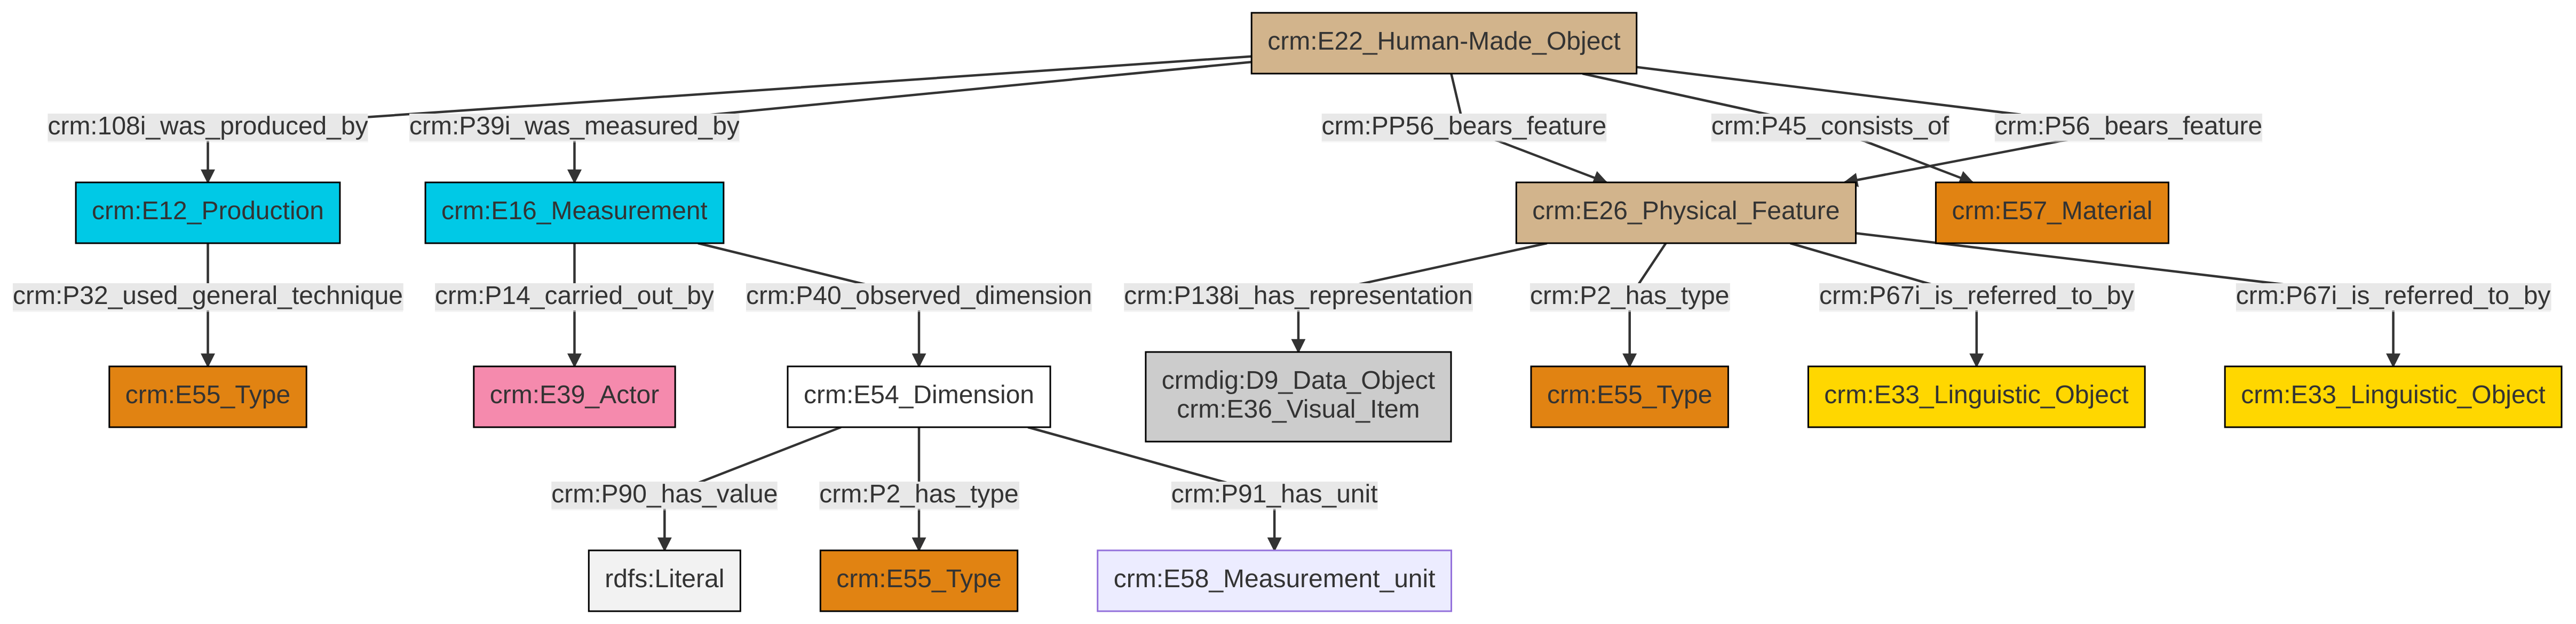 crm:E22_Human-Made_Object
crm:108i_was_produced_by
crm:P39i_was_measured_by
crm:PP56_bears_feature
crm:P45_consists_of
crm:P56_bears_feature
crm:E12_Production
crm:E16_Measurement
crm:E26_Physical_Feature
crm:E57_Material
crm:P32_used_general_technique
crm:P14_carried_out_by
crm:P40_observed_dimension
crm:P138i_has_representation
crm:P2_has_type
crm:P67i_is_referred_to_by
crm:P67i_is_referred_to_by
crm:E55_Type
crm:E39_Actor
crm:E54_Dimension
crmdig:D9_Data_Object
crm:E36_Visual_Item
crm:E55_Type
crm:E33_Linguistic_Object
crm:E33_Linguistic_Object
crm:P90_has_value
crm:P2_has_type
crm:P91_has_unit
rdfs:Literal
crm:E55_Type
crm:E58_Measurement_unit